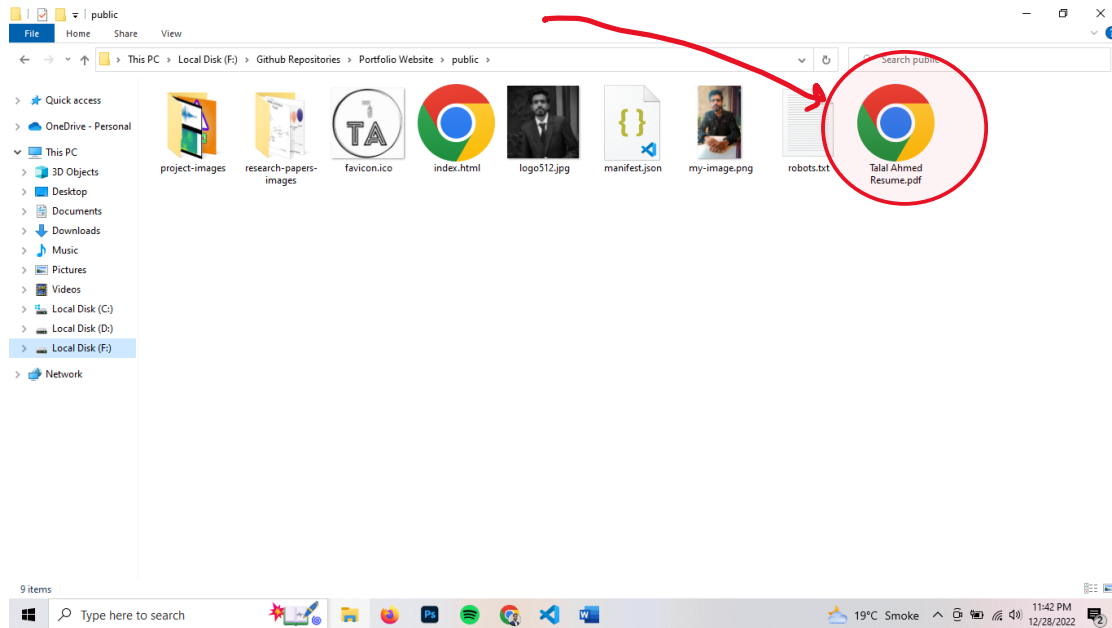 public
File Home Share View
This PC Local Disk (F:) Github Repositories Portfolio Website public
Search public
Quick access
OneDrive - Personal
This PC
3D Objects
Desktop
Documents
Downloads
Music
Pictures
Videos
Local Disk (C:)
Local Disk (D:)
Local Disk (F:)
Network
project-images
research-papers-
images
TA
favicon.ico
index.html
logo512.jpg
{ }
manifest.json
my-image.png
robots.txt
Talal Ahmed
Resume.pdf
9 items
Type here to search
Ps
W
19°C Smoke
11:42 PM
12/28/2022
2